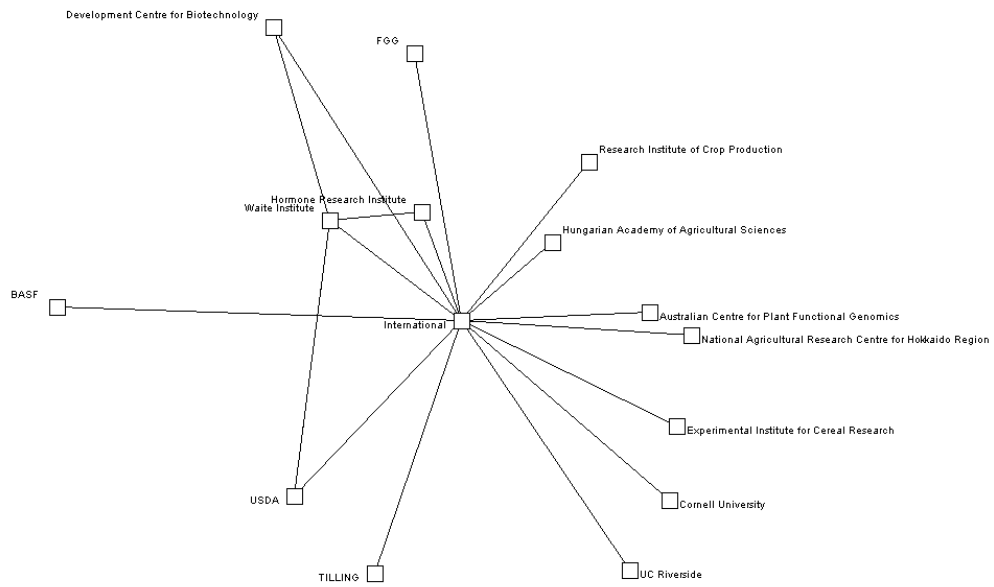 Development Centre for Biotechnology
FGG
Research Institute of Crop Production
Hormone Research Institute
Waite Institute
Hungarian Academy of Agricultural Sciences
BASF
International
Australian Centre for Plant Functional Genomics
National Agricultural Research Centre for Hokkaido Region
Experimental Institute for Cereal Research
USDA
Cornell University
TILLING
UC Riverside